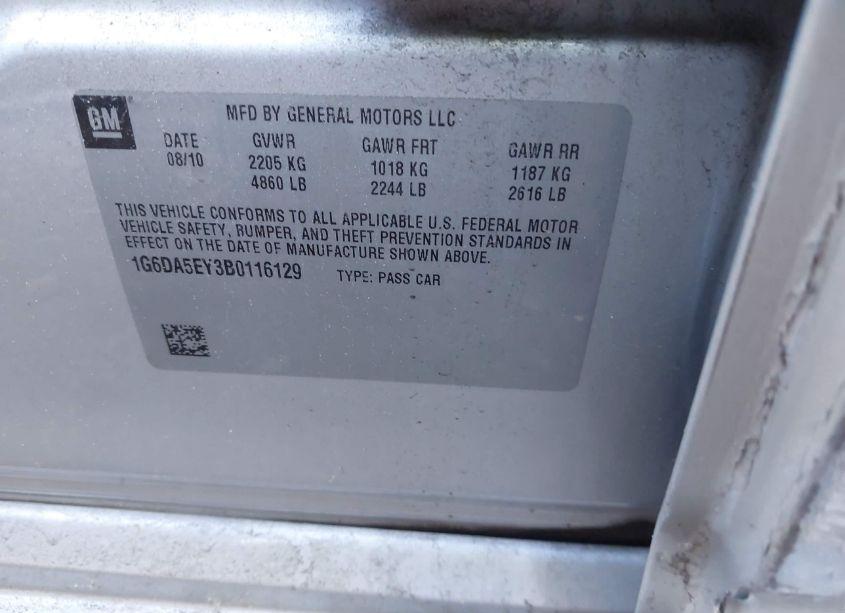 GM
MFD BY GENERAL MOTORS LLC
DATE GVWR GAWR FRT GAWR RR
08/10 2205 KG 1018 KG 1187 KG
4860 LB 2244 LB 2616 LB
THIS VEHICLE CONFORMS TO ALL APPLICABLE U.S. FEDERAL MOTOR
VEHICLE SAFETY, BUMPER, AND THEFT PREVENTION STANDARDS IN
EFFECT ON THE DATE OF MANUFACTURE SHOWN ABOVE.
1G6DA5EY3B0116129 TYPE: PASS CAR